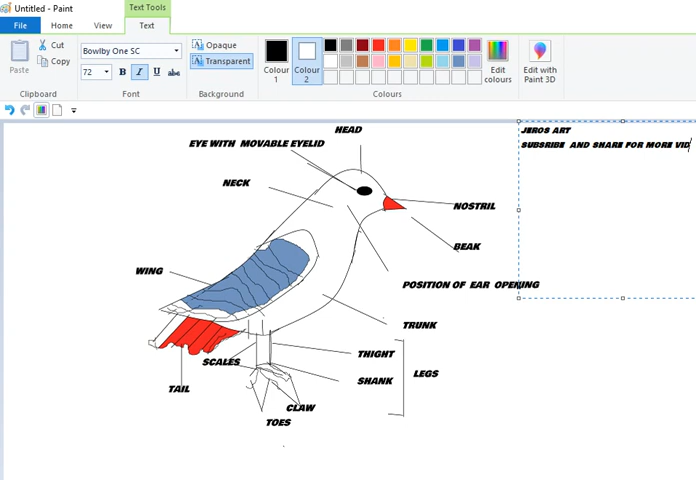 Untitled - Paint
Text Tools
File
Home
View
Text
Paste
Cut
Copy
Clipboard
Bowlby One SC
72
B
I
U
abc
Font
Opaque
Transparent
Background
Colour
1
Colour
2
Edit
colours
Colours
Edit with
Paint 3D
HEAD
EYE WITH MOVABLE EYELID
NECK
NOSTRIL
BEAK
WING
POSITION OF EAR OPENING
TRUNK
SCALES
THIGHT
SHANK
LEGS
TAIL
CLAW
TOES
JEROS ART
SUBSRIBE AND SHARE FOR MORE VID